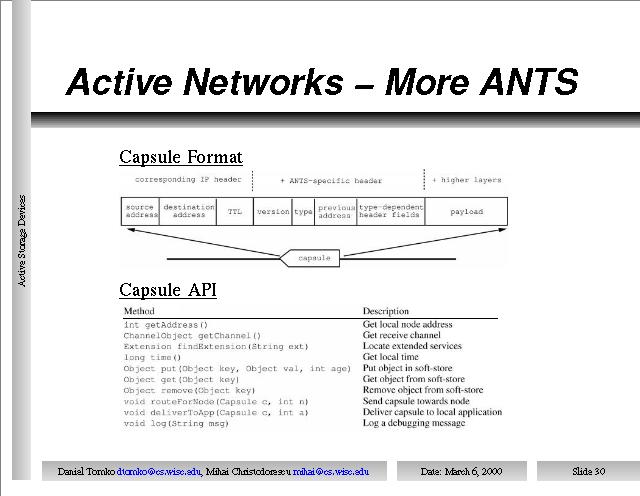 Active Networks – More ANTS
Active Storage Devices
Capsule Format
corresponding IP header + ANTS-specific header + higher layers
source address destination address TTL version type previous address type-dependent header fields payload
capsule
Capsule API
Method Description
int getAddress() Get local node address
ChannelObject getChannel() Get receive channel
Extension findExtension(String ext) Locate extended services
long time() Get local time
Object put(Object key, Object val, int age) Put object in soft-store
Object get(Object key) Get object from soft-store
Object remove(Object key) Remove object from soft-store
void routeForNode(Capsule c, int n) Send capsule towards node
void deliverToApp(Capsule c, int a) Deliver capsule to local application
void log(String msg) Log a debugging message
Daniel Tomko dtomko@cs.wisc.edu, Mihai Christodorescu mihai@cs.wisc.edu Date: March 6, 2000 Slide 30